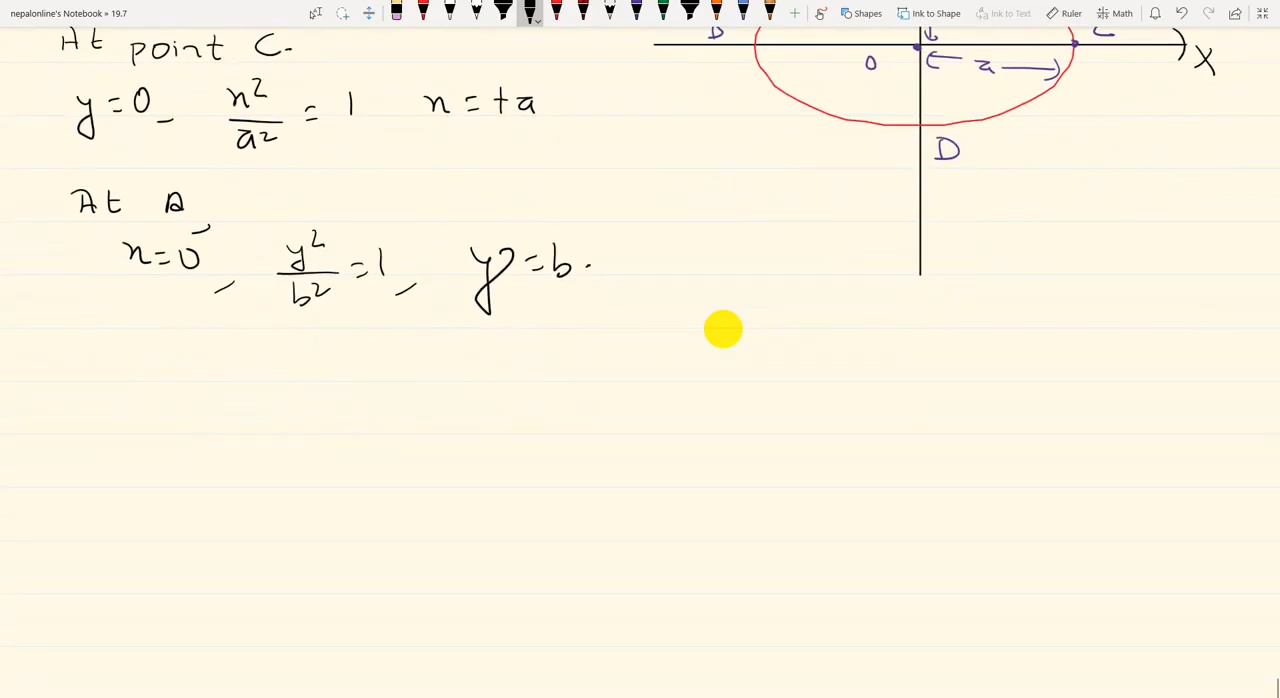 nepalonline's Notebook » 19.7
Shapes Ink to Shape Ink to Text Ruler Math
At point C.
y=0, x²/a² = 1 x = +a
At A
x=0, y²/b² = 1, y = b.
O a X
D